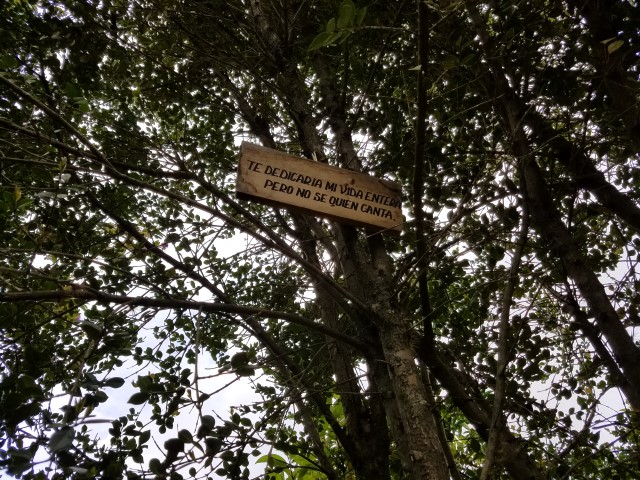 TE DEDICARIA MI VIDA ENTERA
PERO NO SE QUIEN CANTA.